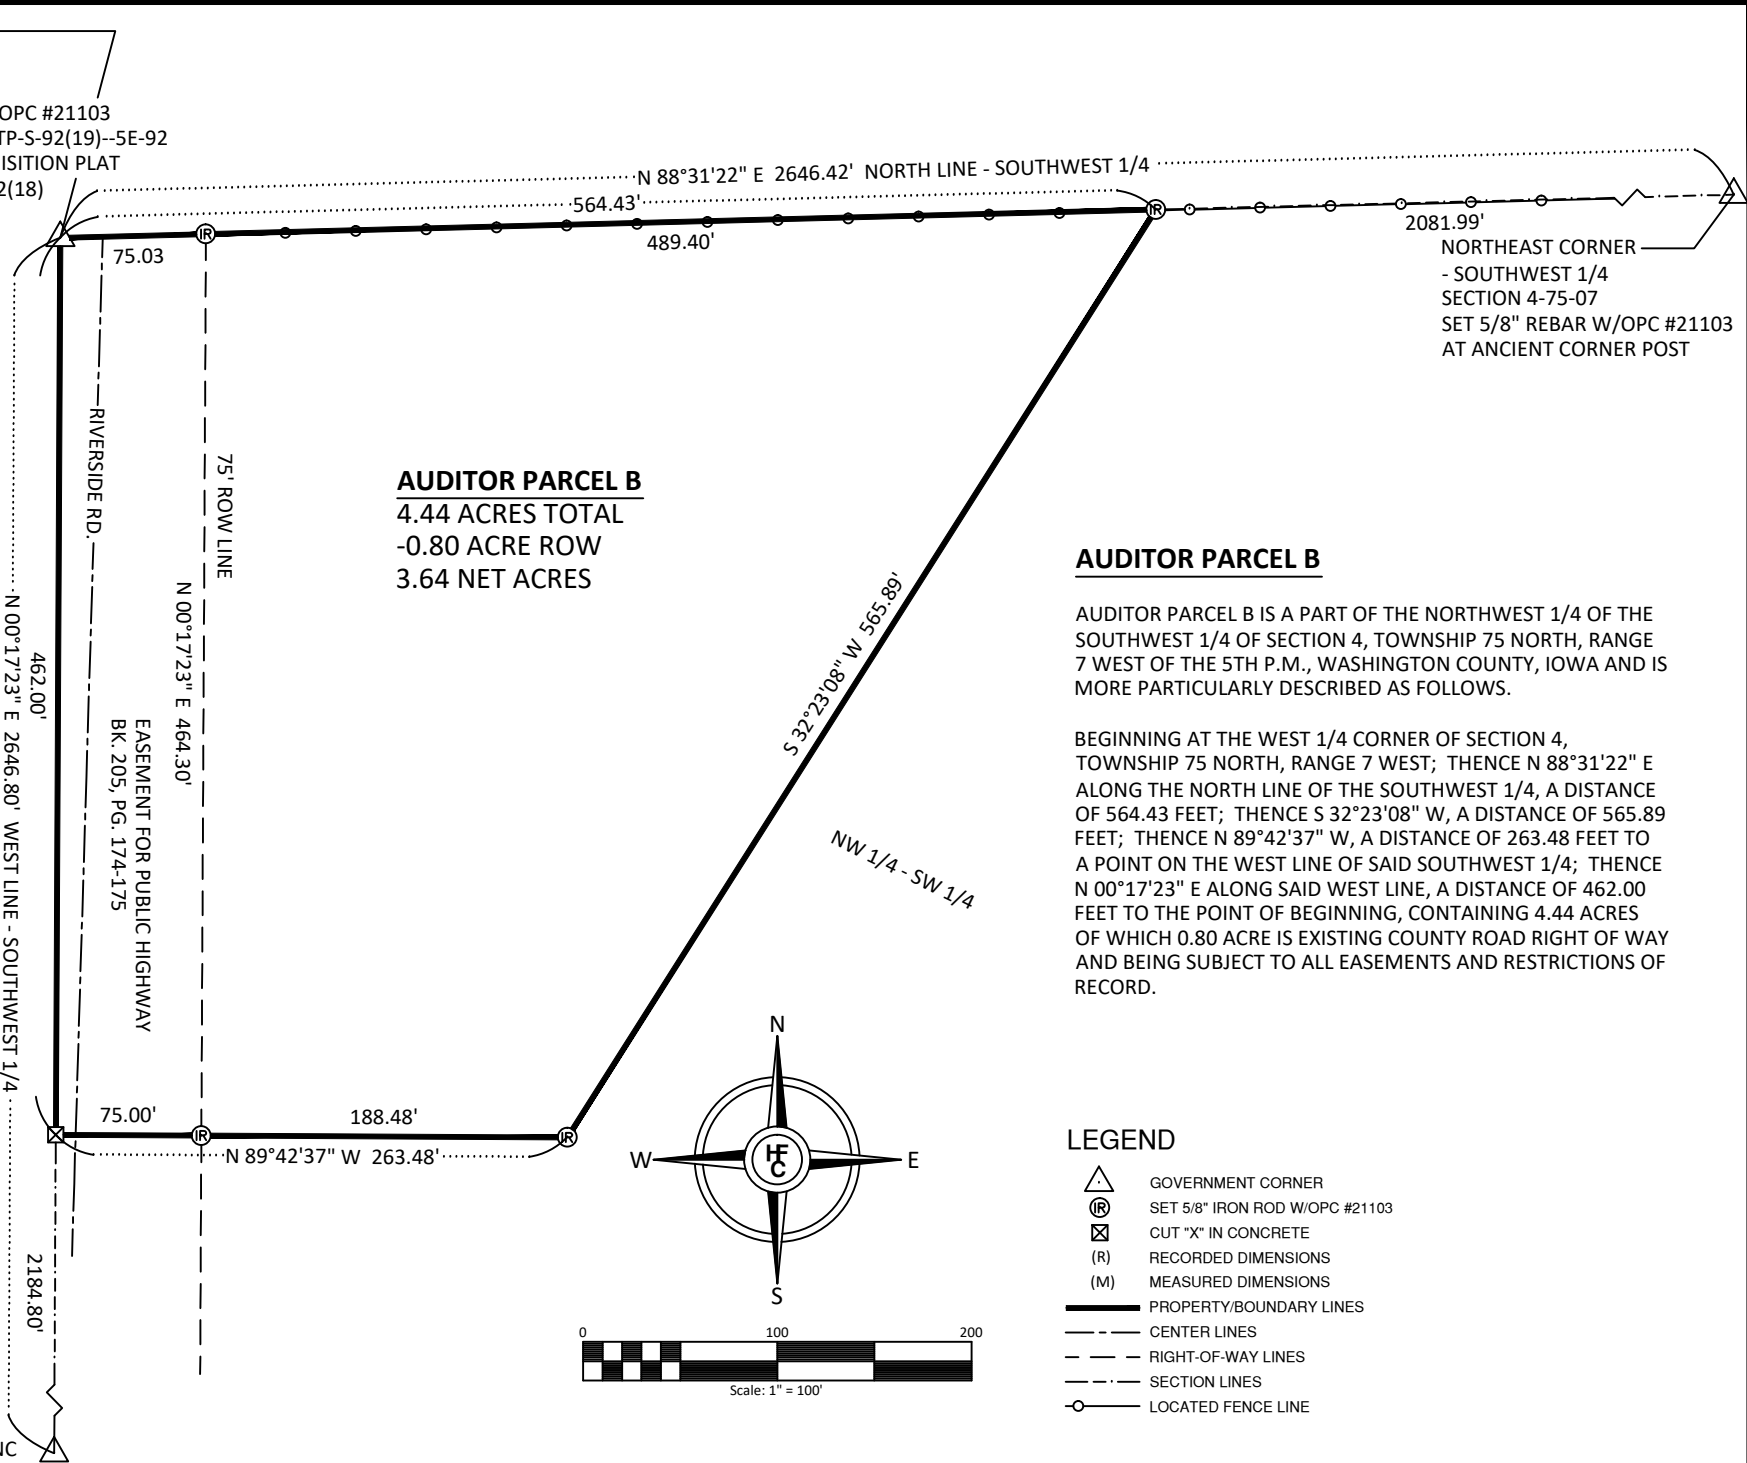 OPC #21103
TP-S-92(19)--5E-92
ISITION PLAT
2(18)
N 88°31'22" E 2646.42' NORTH LINE - SOUTHWEST 1/4
564.43'
75.03
489.40'
2081.99'
NORTHEAST CORNER
- SOUTHWEST 1/4
SECTION 4-75-07
SET 5/8" REBAR W/OPC #21103
AT ANCIENT CORNER POST
RIVERSIDE RD.
75' ROW LINE
N 00°17'23" E 464.30'
462.00'
N 00°17'23" E 2646.80' WEST LINE - SOUTHWEST 1/4
EASEMENT FOR PUBLIC HIGHWAY
BK. 205, PG. 174-175
AUDITOR PARCEL B
4.44 ACRES TOTAL
-0.80 ACRE ROW
3.64 NET ACRES
S 32°23'08" W 565.89'
NW 1/4 - SW 1/4
AUDITOR PARCEL B
AUDITOR PARCEL B IS A PART OF THE NORTHWEST 1/4 OF THE
SOUTHWEST 1/4 OF SECTION 4, TOWNSHIP 75 NORTH, RANGE
7 WEST OF THE 5TH P.M., WASHINGTON COUNTY, IOWA AND IS
MORE PARTICULARLY DESCRIBED AS FOLLOWS.
BEGINNING AT THE WEST 1/4 CORNER OF SECTION 4,
TOWNSHIP 75 NORTH, RANGE 7 WEST; THENCE N 88°31'22" E
ALONG THE NORTH LINE OF THE SOUTHWEST 1/4, A DISTANCE
OF 564.43 FEET; THENCE S 32°23'08" W, A DISTANCE OF 565.89
FEET; THENCE N 89°42'37" W, A DISTANCE OF 263.48 FEET TO
A POINT ON THE WEST LINE OF SAID SOUTHWEST 1/4; THENCE
N 00°17'23" E ALONG SAID WEST LINE, A DISTANCE OF 462.00
FEET TO THE POINT OF BEGINNING, CONTAINING 4.44 ACRES
OF WHICH 0.80 ACRE IS EXISTING COUNTY ROAD RIGHT OF WAY
AND BEING SUBJECT TO ALL EASEMENTS AND RESTRICTIONS OF
RECORD.
75.00'
188.48'
N 89°42'37" W 263.48'
2184.80'
NC
IR
IR
IR
IR
N
W
HFC
E
S
0 100 200
Scale: 1" = 100'
LEGEND
GOVERNMENT CORNER
IR SET 5/8" IRON ROD W/OPC #21103
CUT "X" IN CONCRETE
(R) RECORDED DIMENSIONS
(M) MEASURED DIMENSIONS
PROPERTY/BOUNDARY LINES
CENTER LINES
RIGHT-OF-WAY LINES
SECTION LINES
LOCATED FENCE LINE